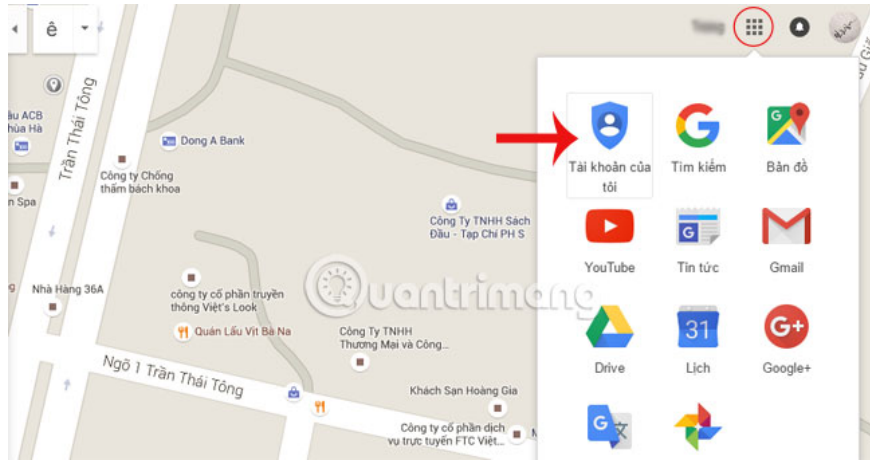 ê
Trần Thái Tông
ầu ACB
hùa Hà
Dong A Bank
Công ty Chống
thấm bách khoa
n Spa
Công Ty TNHH Sách
Đầu - Tạp Chí PH S
Nhà Hàng 36A
công ty cổ phần truyền
thông Việt's Look
Quán Lẩu Vịt Bà Na
Công Ty TNHH
Thương Mại và Công...
Ngõ 1 Trần Thái Tông
Khách Sạn Hoàng Gia
Công ty cổ phần dịch
vụ trực tuyến FTC Việt...
Quantrimang
Tài khoản của
tôi
Tìm kiếm
Bản đồ
YouTube
Tin tức
Gmail
Drive
31
Lịch
G+
Google+